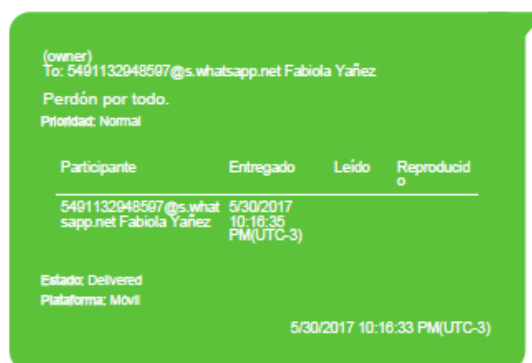 (owner)
To: 5491132948597@s.whatsapp.net Fabiola Yañez
Perdón por todo.
Prioridad: Normal
Participante Entregado Leído Reproducid
o
5491132948597@s.what 5/30/2017
sapp.net Fabiola Yañez 10:16:35
PM(UTC-3)
Estado: Delivered
Plataforma: Móvil
5/30/2017 10:16:33 PM(UTC-3)